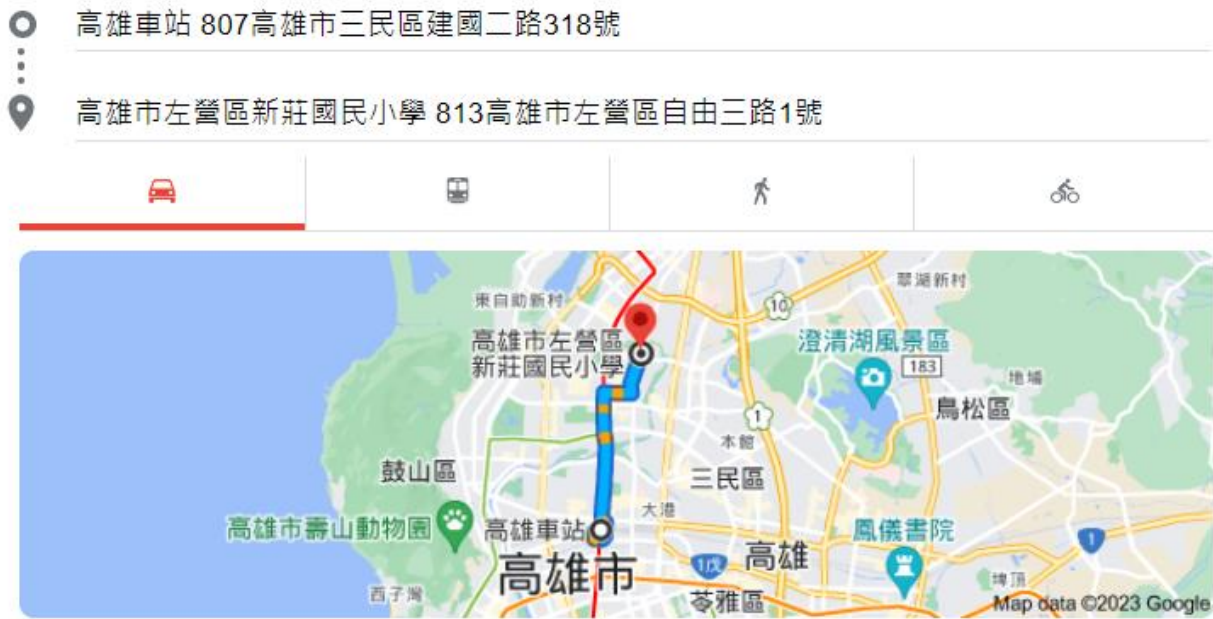 高雄車站 807高雄市三民區建國二路318號
高雄市左營區新莊國民小學 813高雄市左營區自由三路1號
翠湖新村
東自助新村
10
高雄市左營區
新莊國民小學
澄清湖風景區
183
地埔
鳥松區
1
本館
鼓山區
三民區
大港
高雄市壽山動物園
高雄車站
鳳儀書院
1
高雄市
1戊
高雄
埤頂
西子灣
苓雅區
Map data ©2023 Google